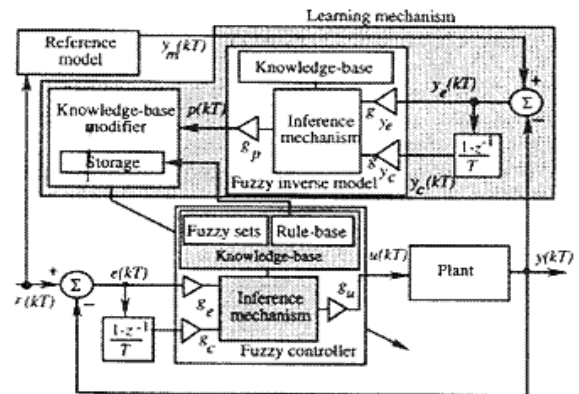 Learning mechanism
Reference model
y_m(kT)
Knowledge-base
y_e(kT)
+
Σ
−
Knowledge-base modifier
p(kT)
Inference mechanism
g_ye
g_p
Storage
g_yc
1-z^-1
T
Fuzzy inverse model
y_c(kT)
Fuzzy sets
Rule-base
Knowledge-base
u(kT)
Plant
y(kT)
+
Σ
e(kT)
r(kT)
−
g_e
Inference mechanism
g_u
1-z^-1
T
g_c
Fuzzy controller